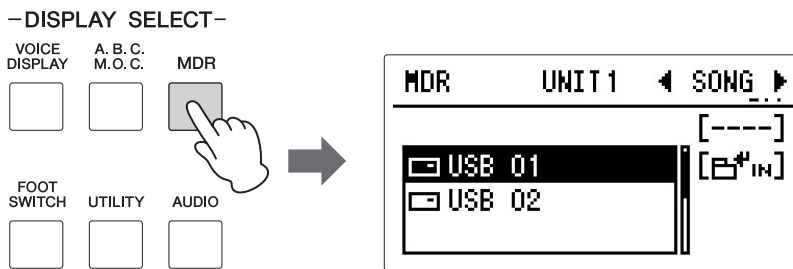 -DISPLAY SELECT-
VOICE DISPLAY
A. B. C. M. O. C.
MDR
FOOT SWITCH
UTILITY
AUDIO
MDR UNIT1 ◀ SONG ▶
[----]
USB 01
[IN]
USB 02